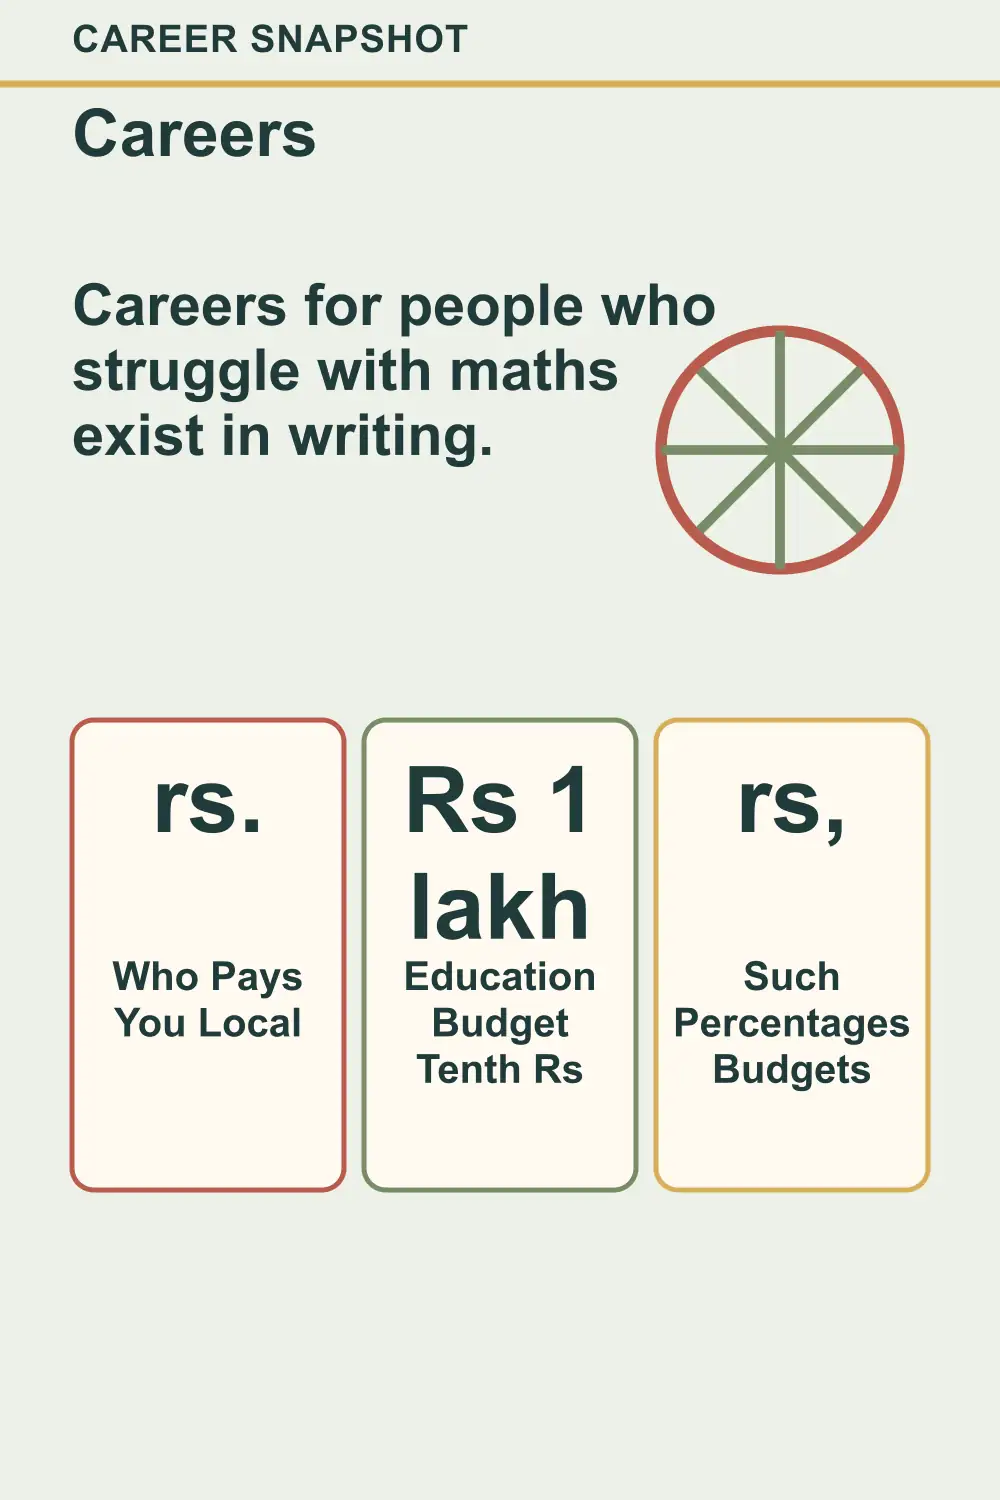 CAREER SNAPSHOT
Careers
Careers for people who
struggle with maths
exist in writing.
rs.
Who Pays
You Local
Rs 1
lakh
Education
Budget
Tenth Rs
rs,
Such
Percentages
Budgets